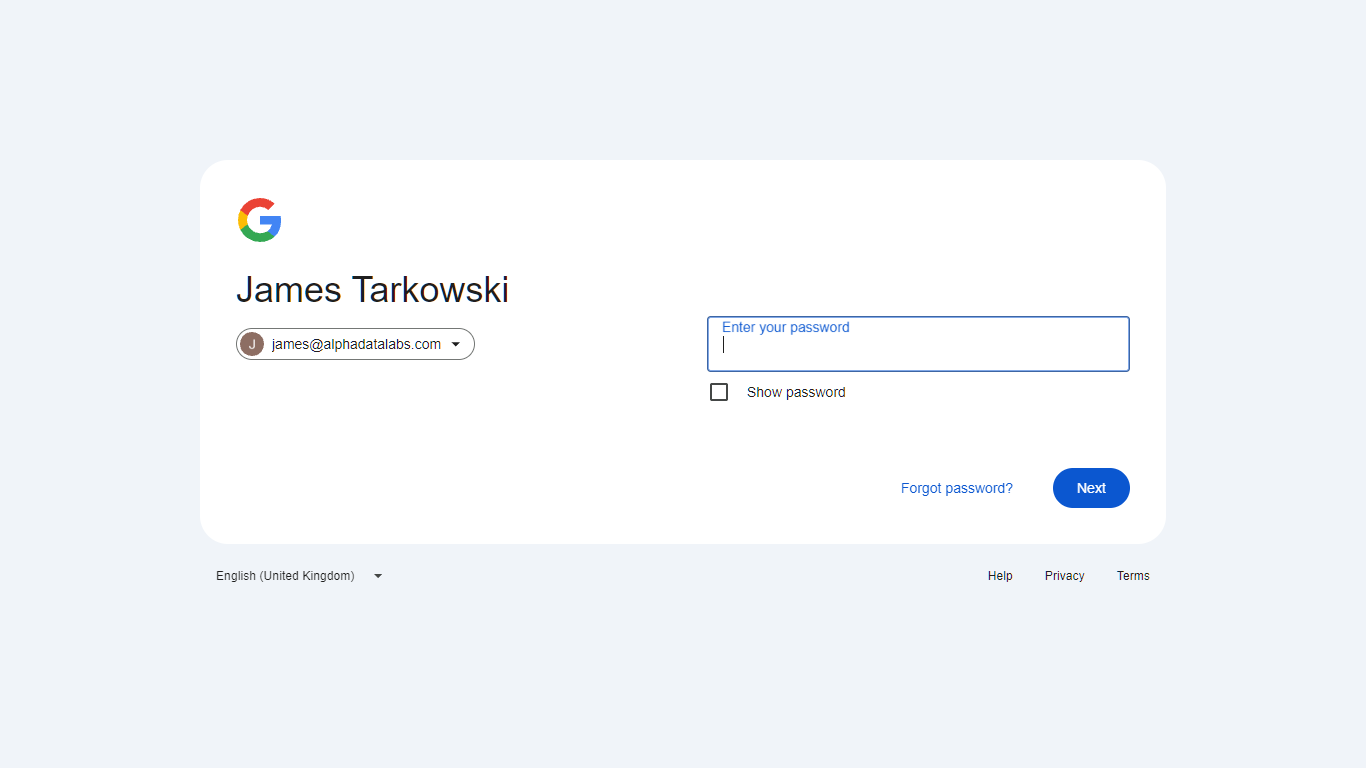 James Tarkowski
J
james@alphadatalabs.com
Enter your password
Show password
Forgot password?
Next
English (United Kingdom)
Help
Privacy
Terms